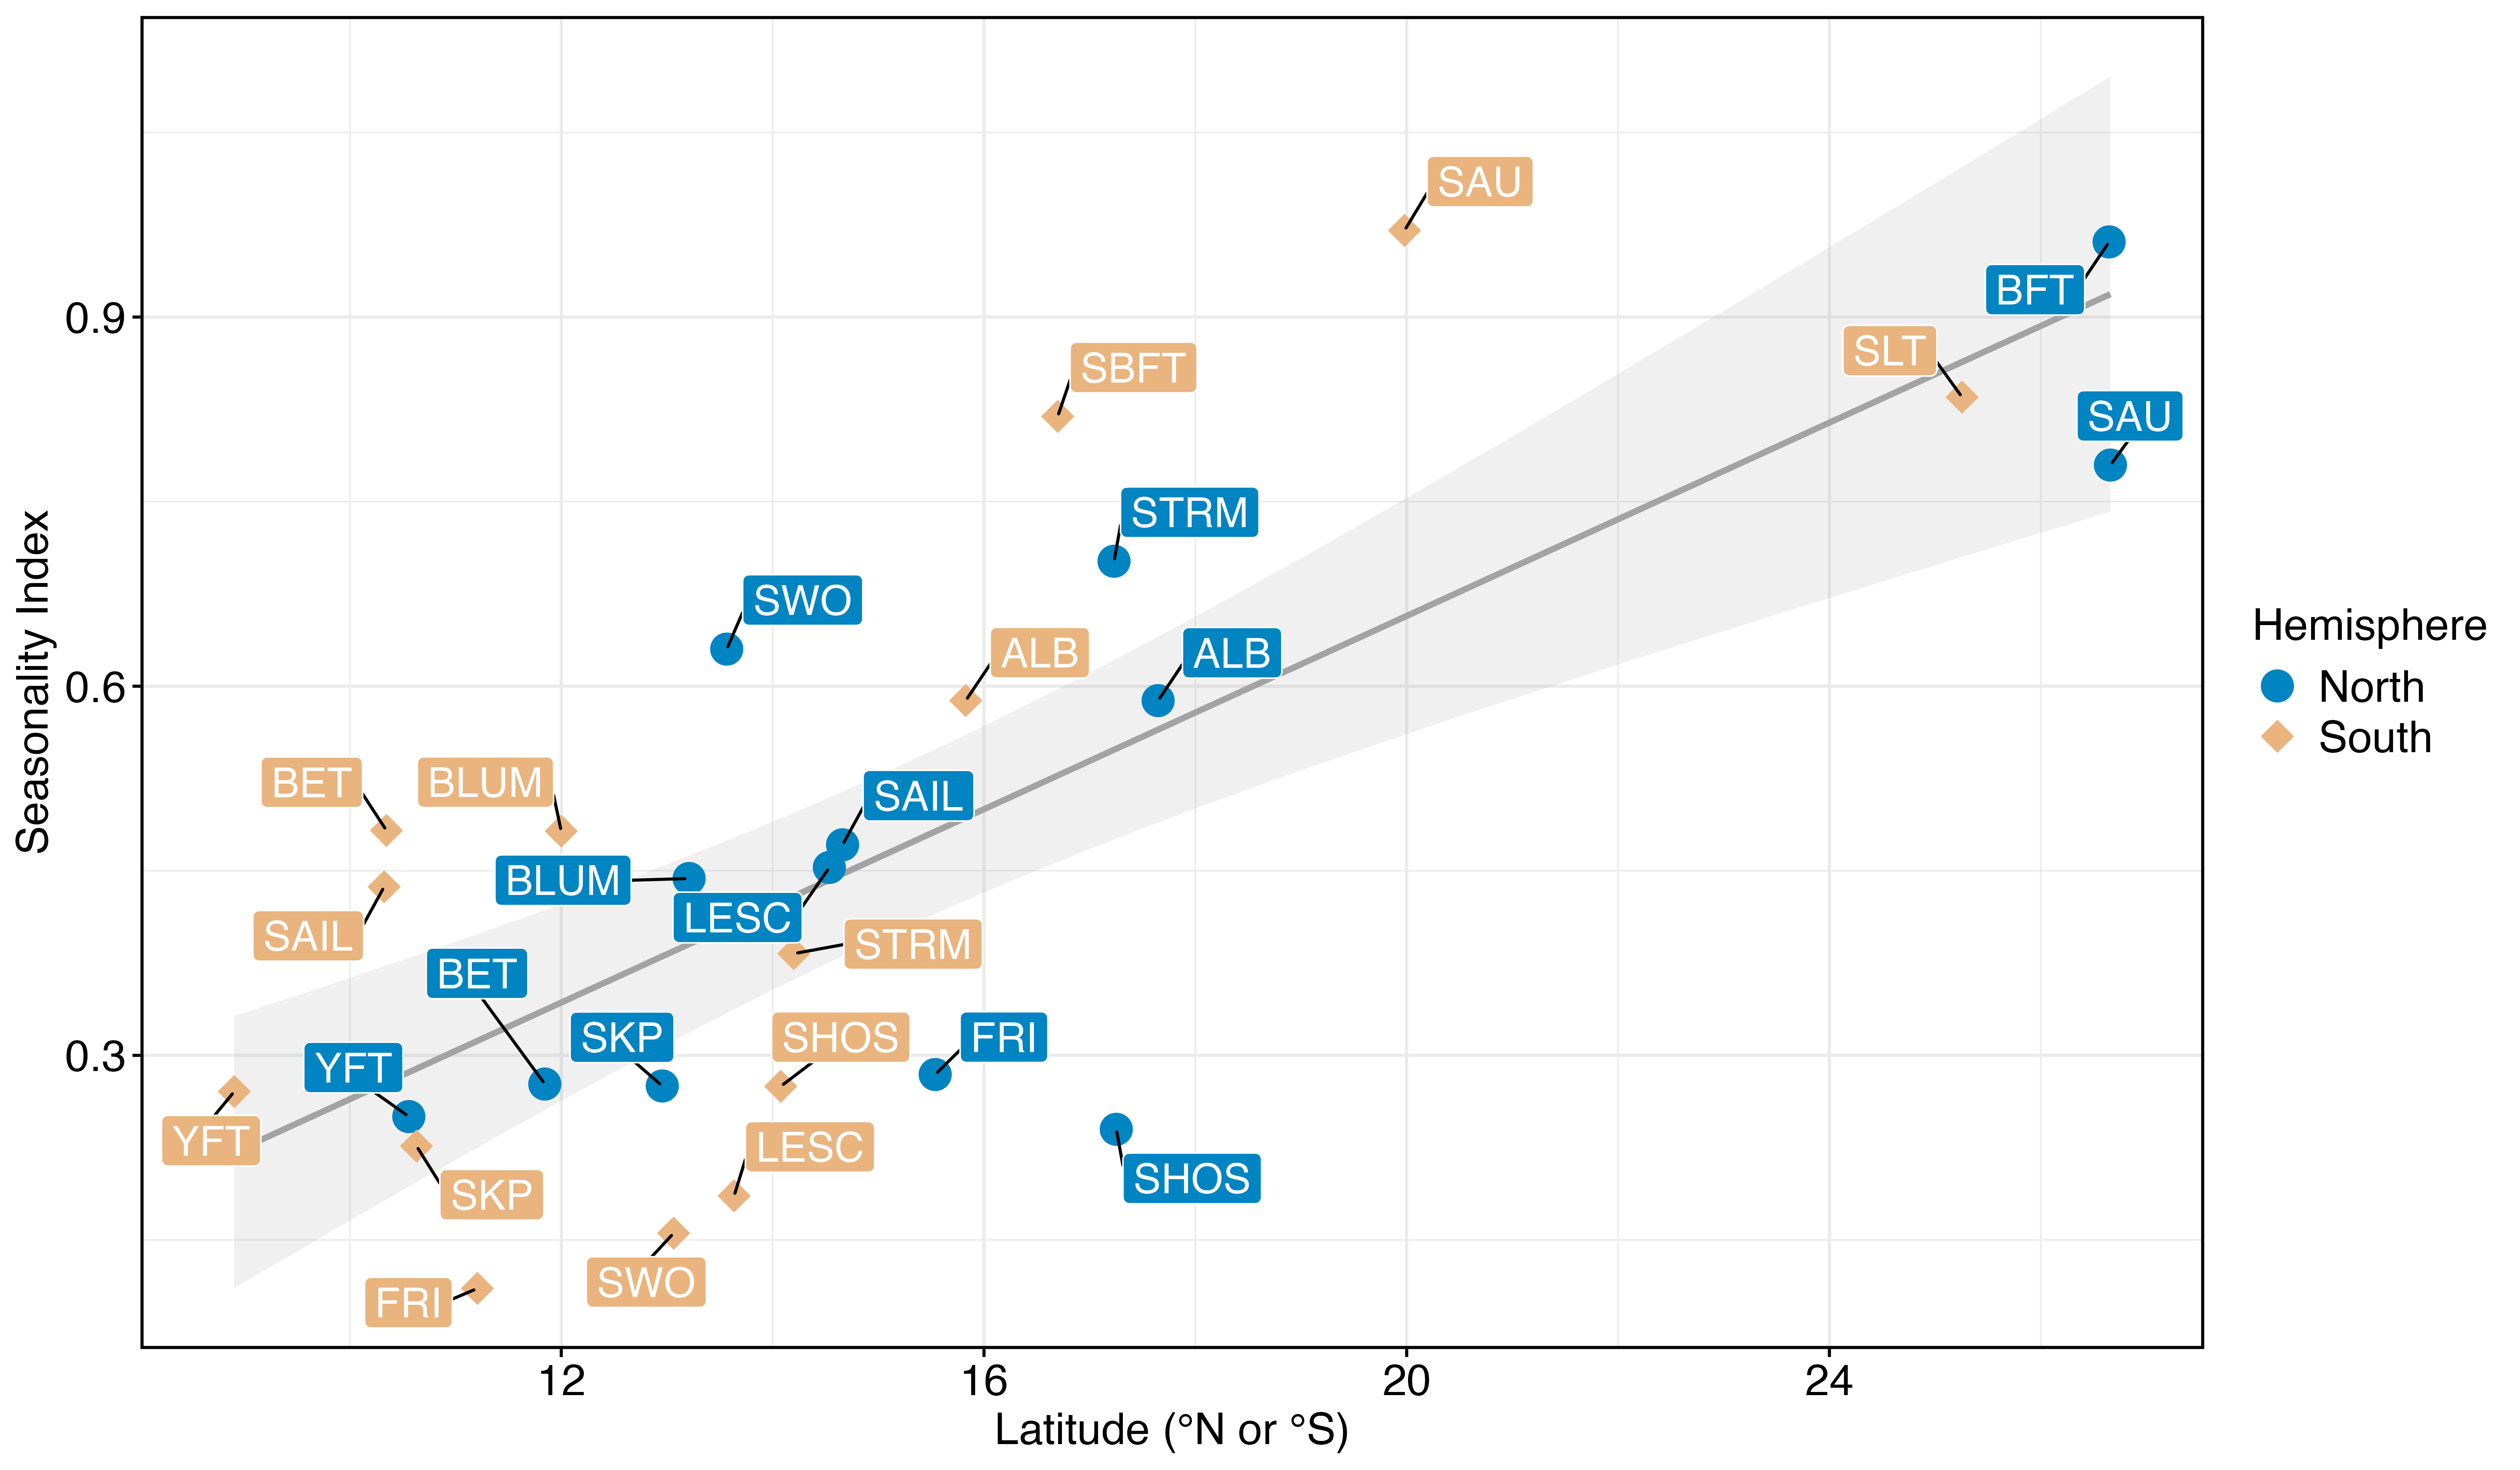 SAU
BFT
SLT
SBFT
SAU
STRM
SWO
ALB
ALB
BET
BLUM
SAIL
BLUM
LESC
SAIL
STRM
BET
SKP
SHOS
FRI
YFT
YFT
LESC
SHOS
SKP
SWO
FRI
0.9
0.6
0.3
12
16
20
24
Seasonality Index
Latitude (°N or °S)
Hemisphere
North
South